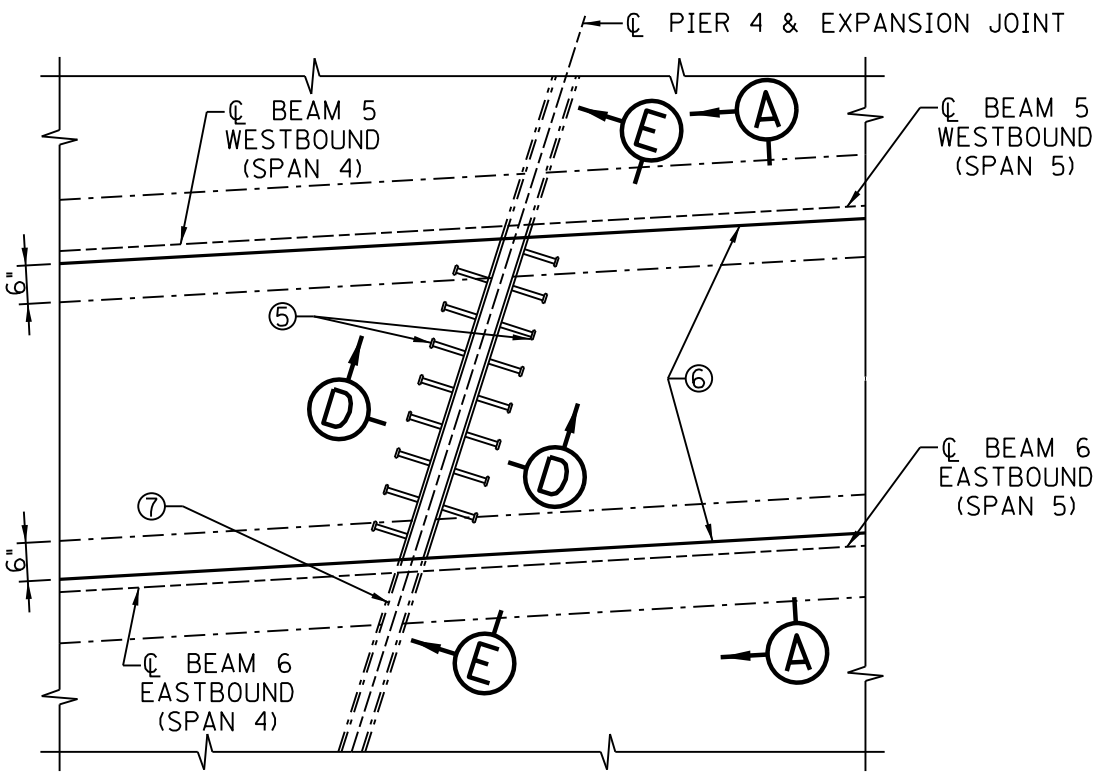 ℄ PIER 4 & EXPANSION JOINT
℄ BEAM 5
WESTBOUND
(SPAN 4)
E
A
℄ BEAM 5
WESTBOUND
(SPAN 5)
6"
5
D
6
D
℄ BEAM 6
EASTBOUND
(SPAN 5)
7
6"
E
A
℄ BEAM 6
EASTBOUND
(SPAN 4)